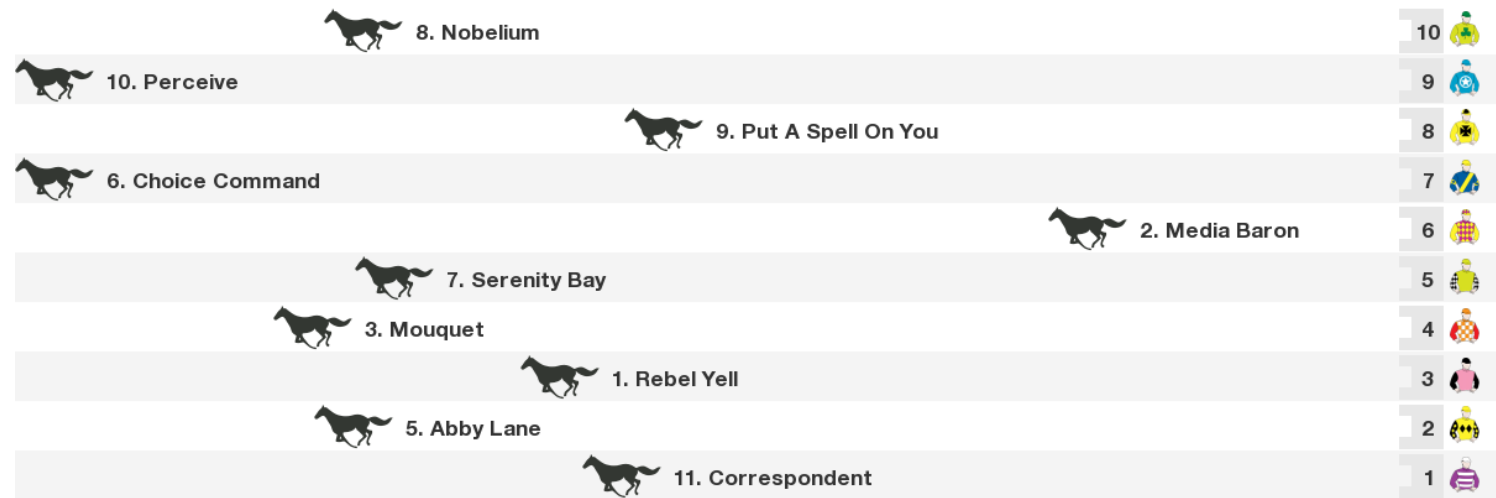 8. Nobelium 10
10. Perceive 9
9. Put A Spell On You 8
6. Choice Command 7
2. Media Baron 6
7. Serenity Bay 5
3. Mouquet 4
1. Rebel Yell 3
5. Abby Lane 2
11. Correspondent 1